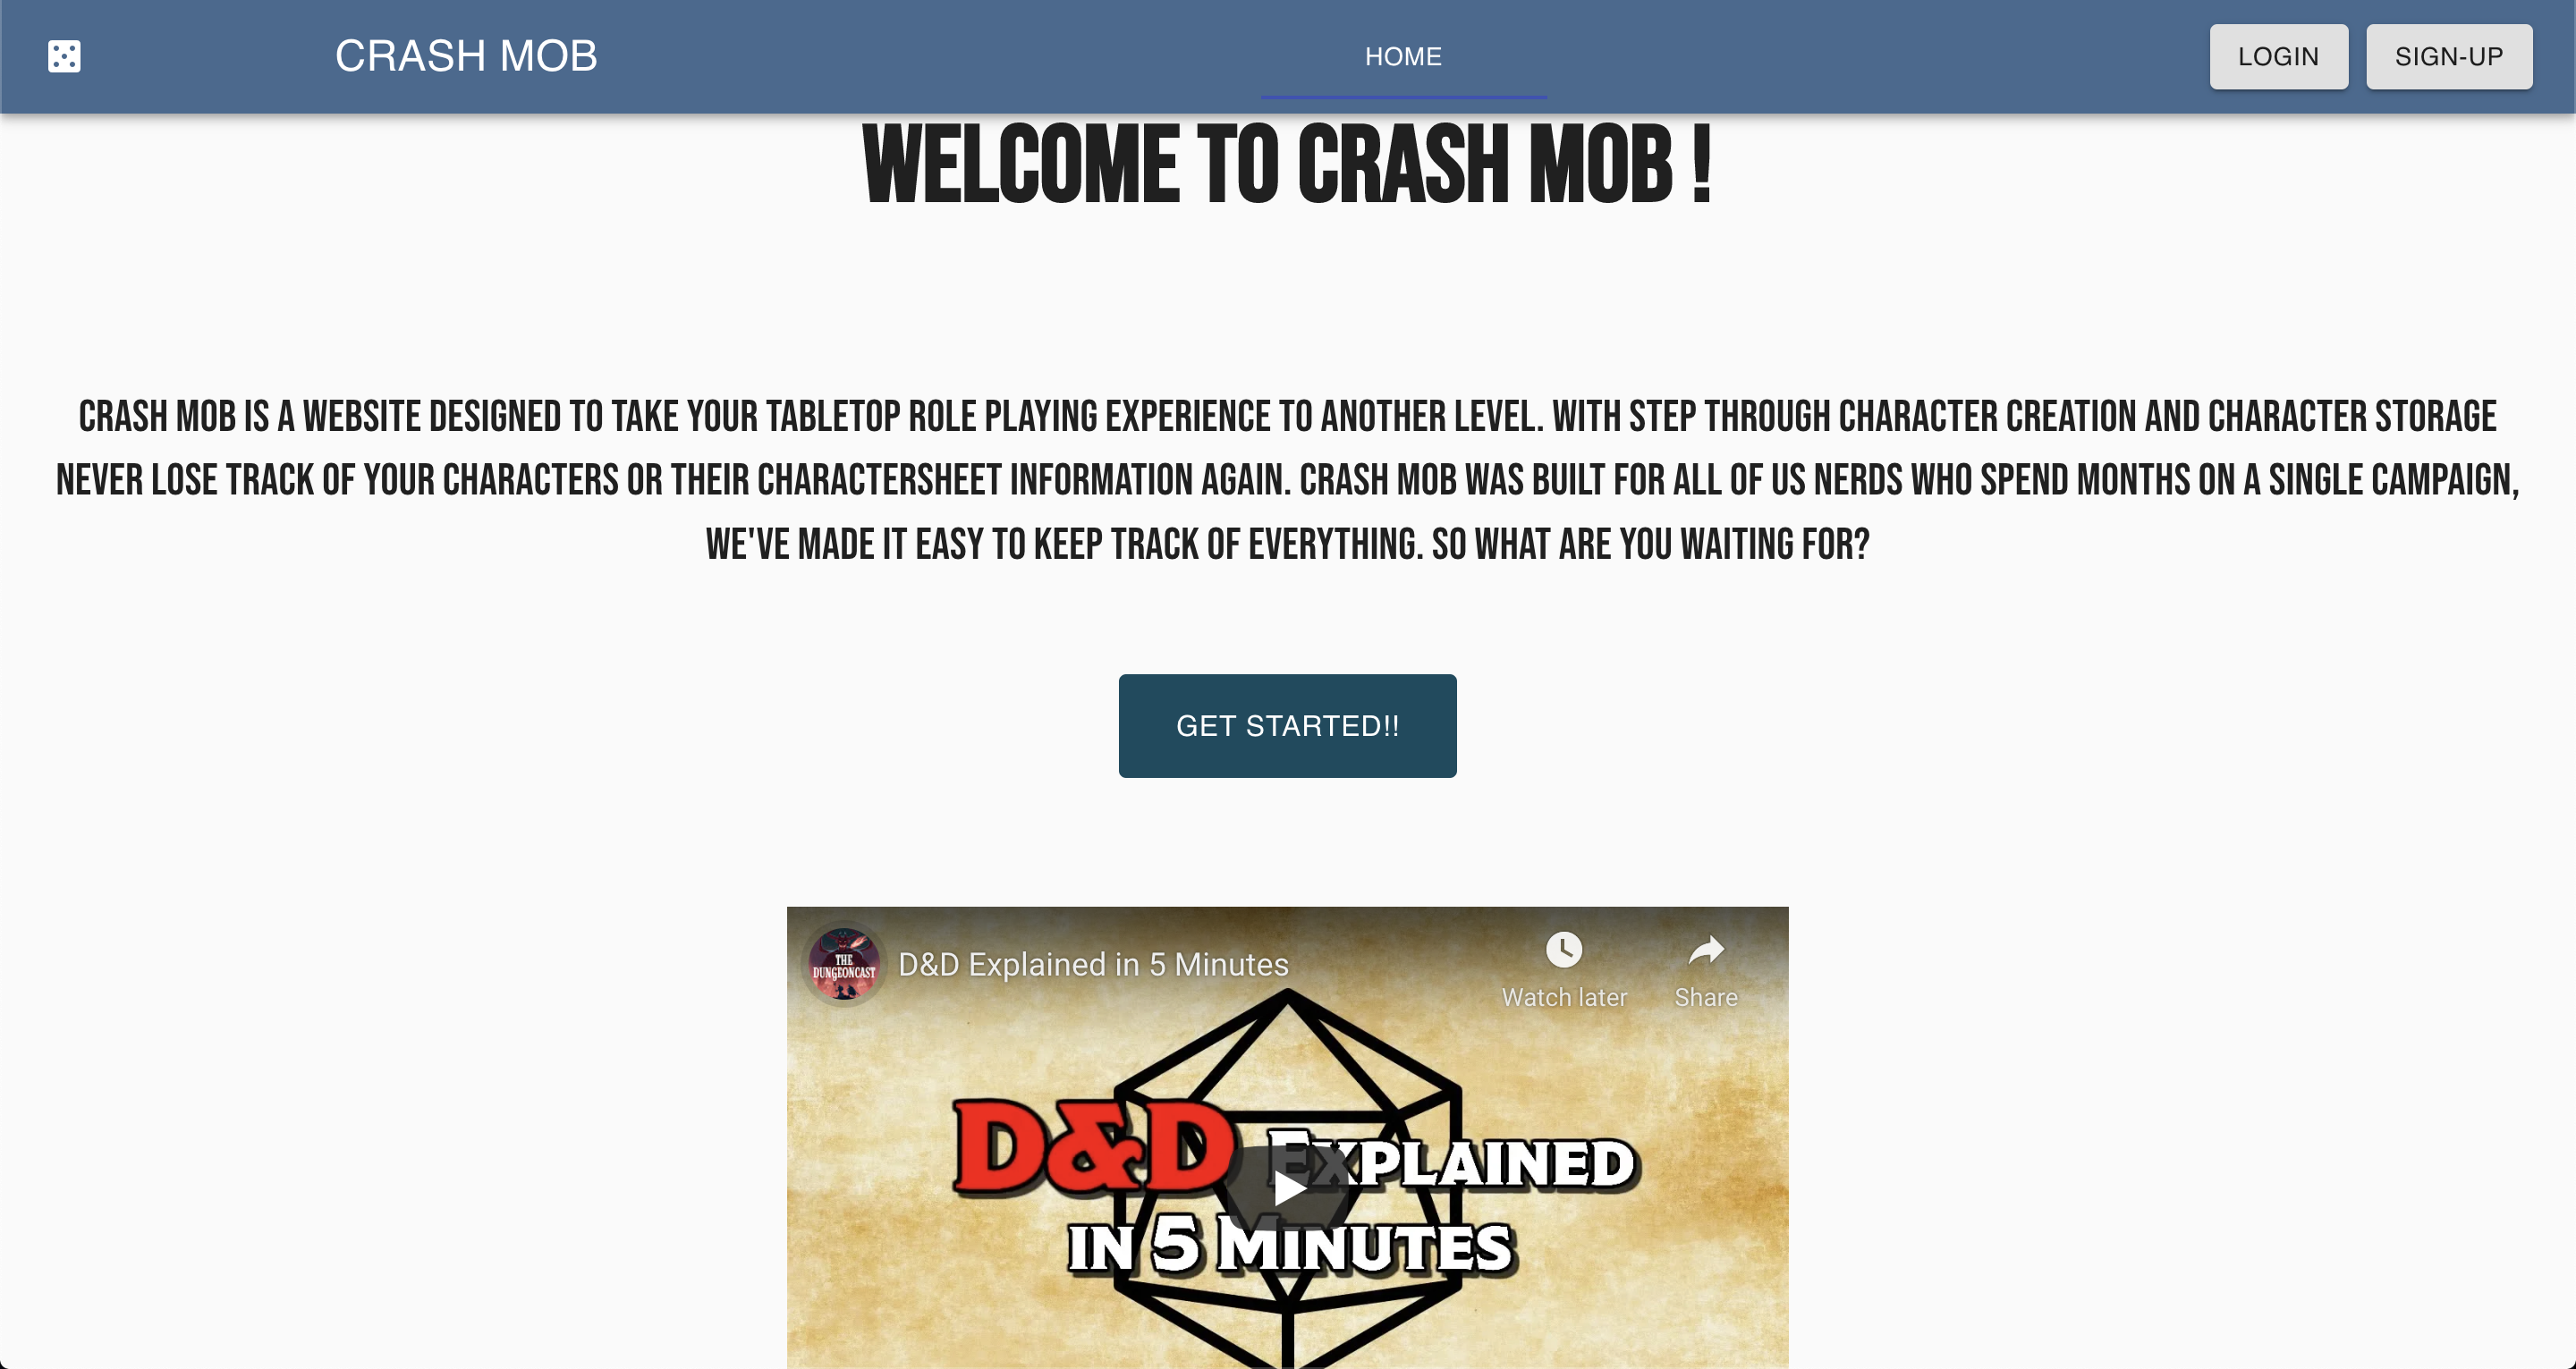 CRASH MOB
HOME
LOGIN
SIGN-UP
WELCOME TO CRASH MOB !
CRASH MOB IS A WEBSITE DESIGNED TO TAKE YOUR TABLETOP ROLE PLAYING EXPERIENCE TO ANOTHER LEVEL. WITH STEP THROUGH CHARACTER CREATION AND CHARACTER STORAGE
NEVER LOSE TRACK OF YOUR CHARACTERS OR THEIR CHARACTERSHEET INFORMATION AGAIN. CRASH MOB WAS BUILT FOR ALL OF US NERDS WHO SPEND MONTHS ON A SINGLE CAMPAIGN,
WE'VE MADE IT EASY TO KEEP TRACK OF EVERYTHING. SO WHAT ARE YOU WAITING FOR?
GET STARTED!!
THE
DUNGEONCAST
D&D Explained in 5 Minutes
Watch later
Share
D&D EXPLAINED
IN 5 MINUTES